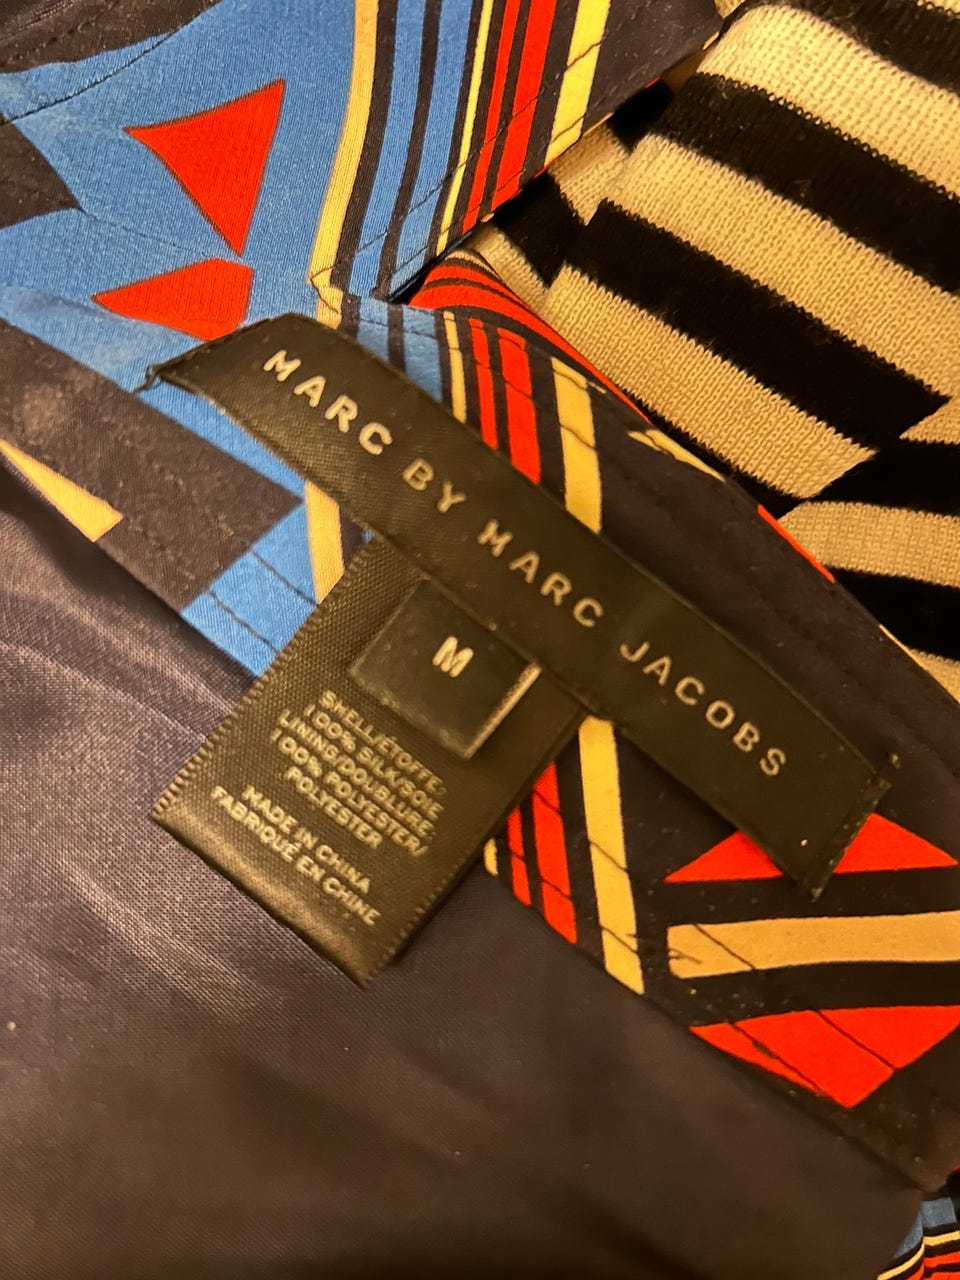 MARC BY MARC JACOBS
M
SHELL/ÉTOFFE:
100% SILK/SOIE
LINING/DOUBLURE:
100% POLYESTER/
POLYESTER
MADE IN CHINA
FABRIQUÉ EN CHINE